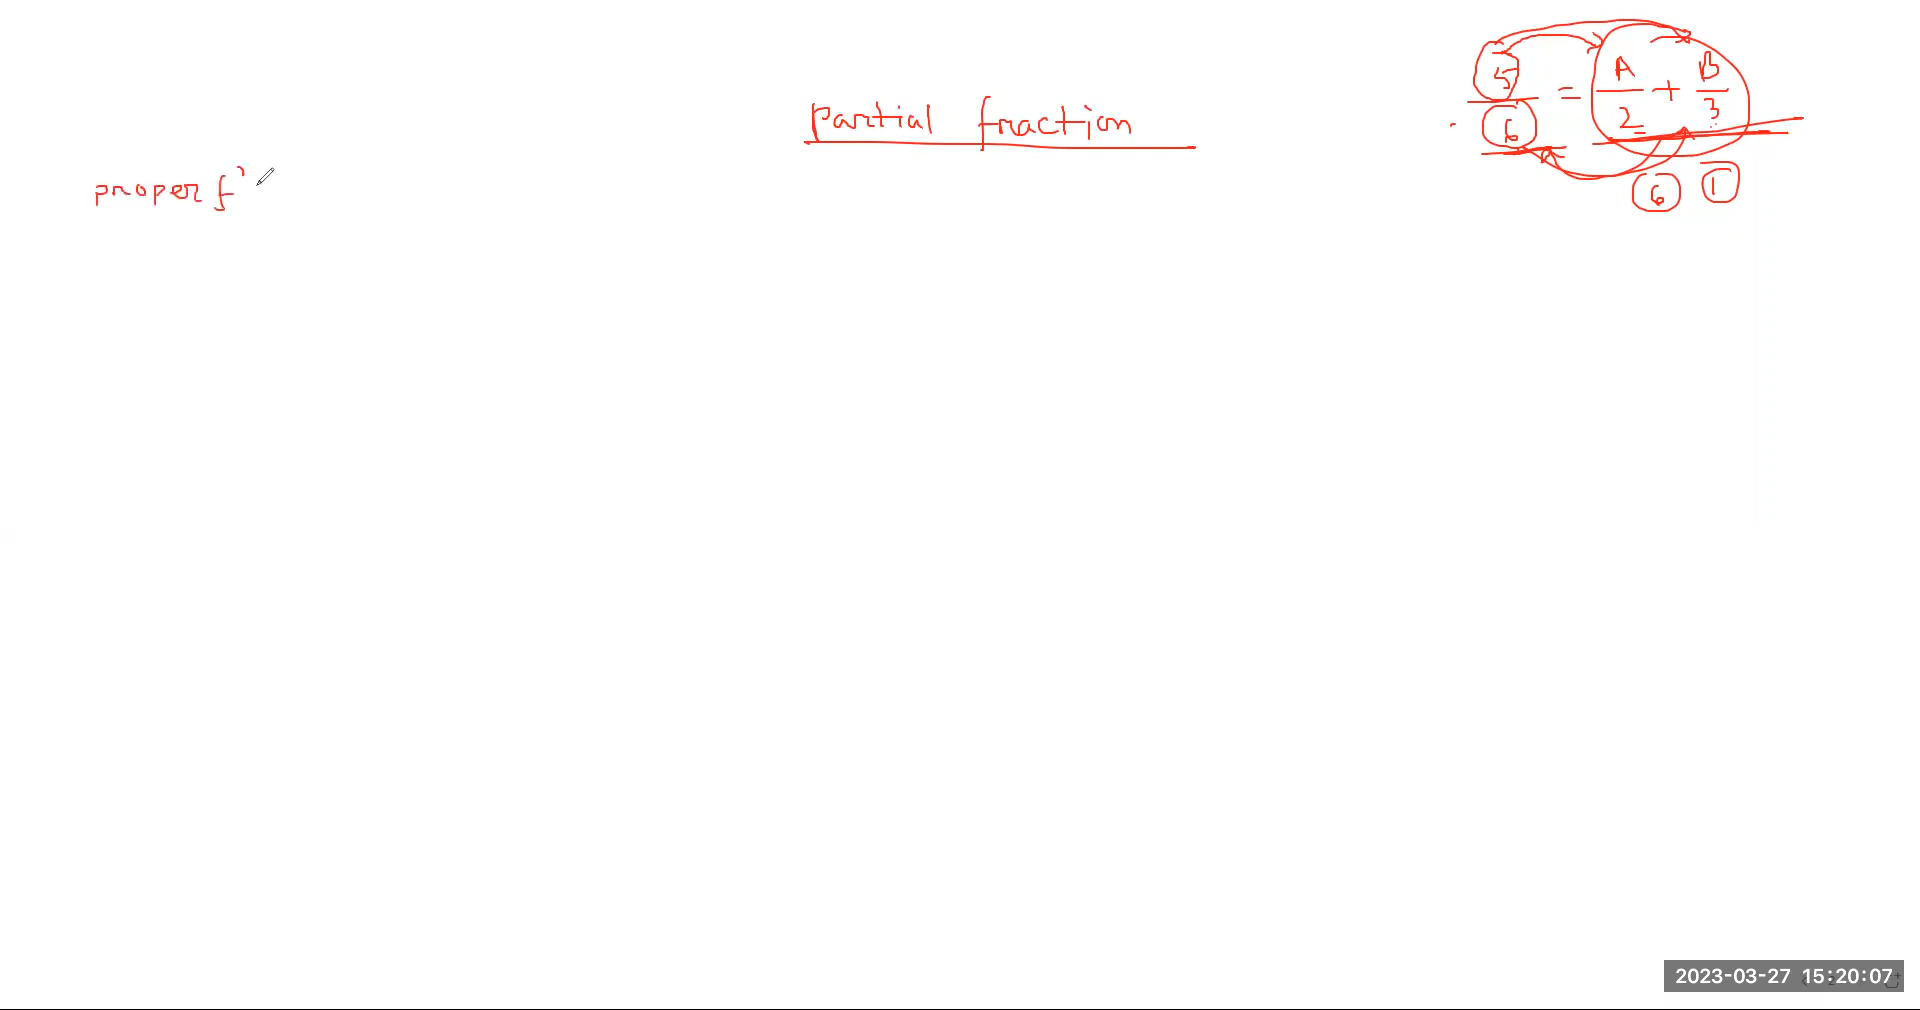 Partial fraction
5/6 = A/2 + B/3
6 1
proper f'
2023-03-27 15:20:07